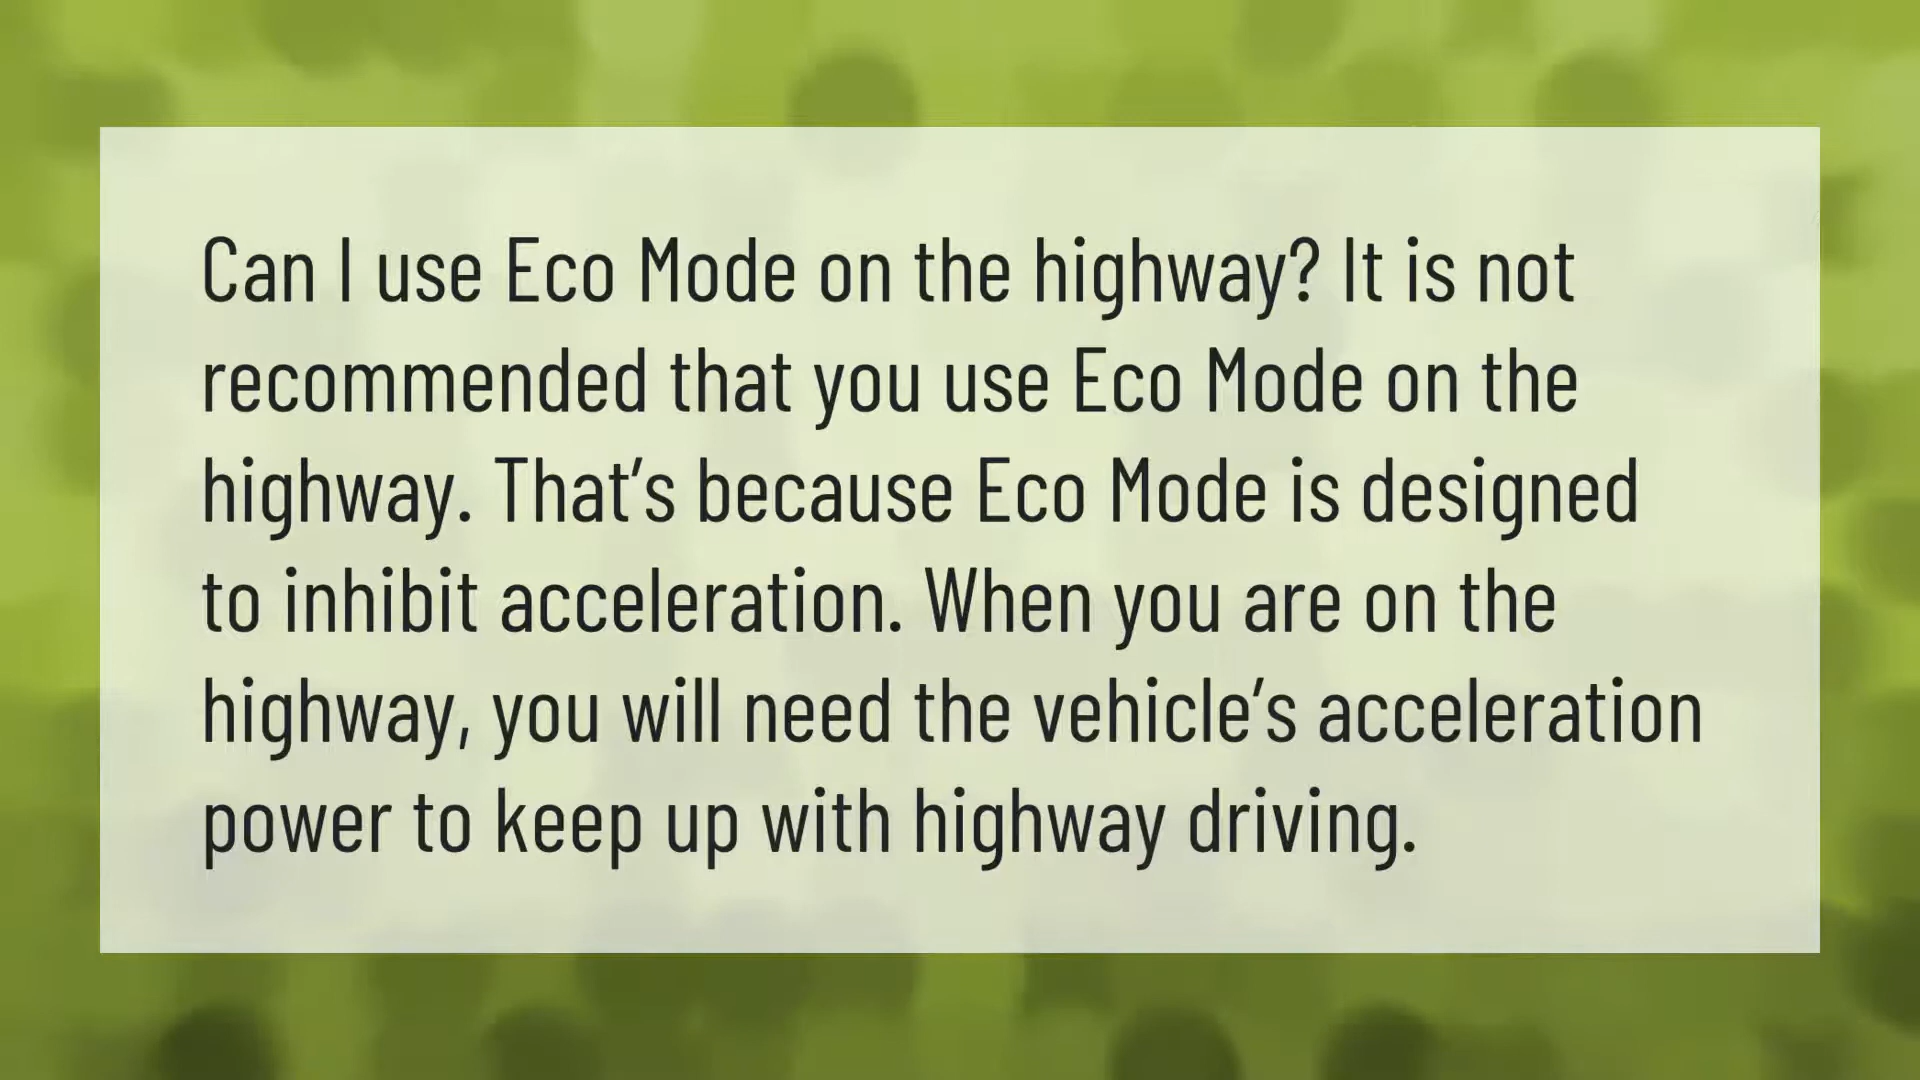 Can I use Eco Mode on the highway? It is not
recommended that you use Eco Mode on the
highway. That’s because Eco Mode is designed
to inhibit acceleration. When you are on the
highway, you will need the vehicle’s acceleration
power to keep up with highway driving.